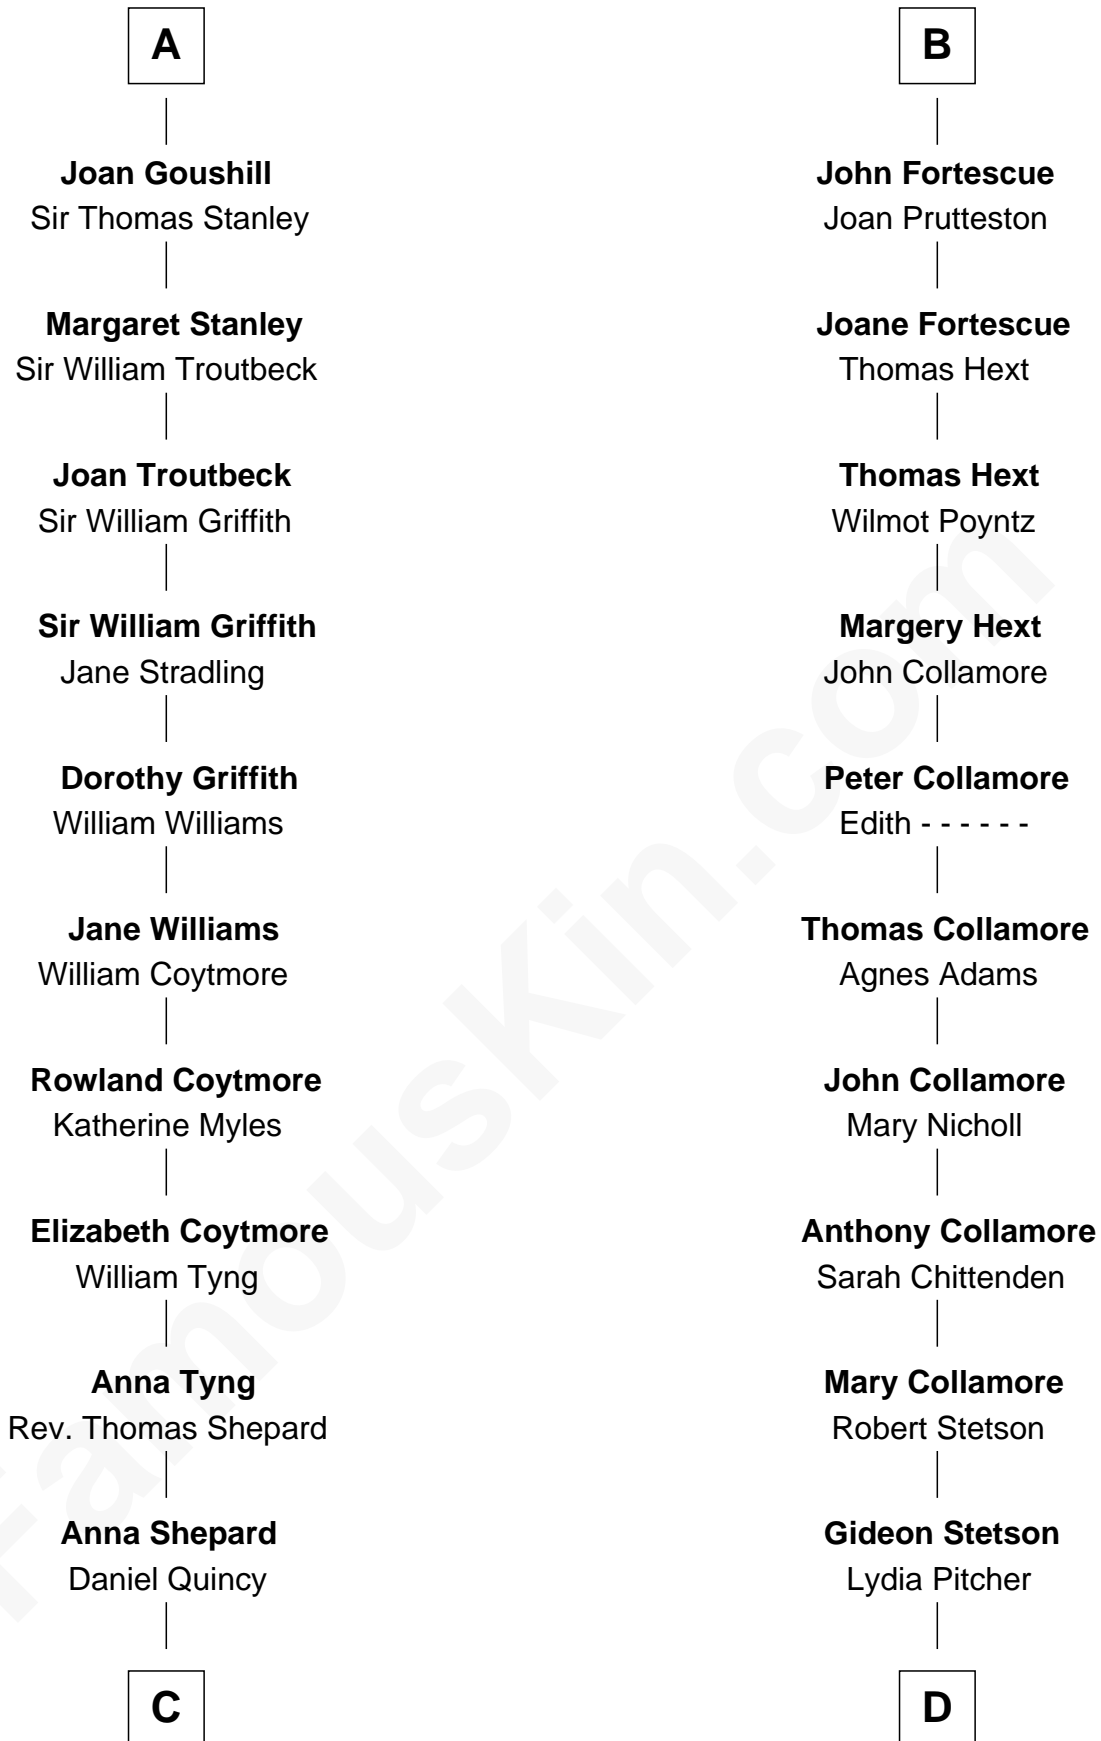 A
Joan Goushill
Sir Thomas Stanley
Margaret Stanley
Sir William Troutbeck
Joan Troutbeck
Sir William Griffith
Sir William Griffith
Jane Stradling
Dorothy Griffith
William Williams
Jane Williams
William Coytmore
Rowland Coytmore
Katherine Myles
Elizabeth Coytmore
William Tyng
Anna Tyng
Rev. Thomas Shepard
Anna Shepard
Daniel Quincy
C
B
John Fortescue
Joan Prutteston
Joane Fortescue
Thomas Hext
Thomas Hext
Wilmot Poyntz
Margery Hext
John Collamore
Peter Collamore
Edith - - - - - -
Thomas Collamore
Agnes Adams
John Collamore
Mary Nicholl
Anthony Collamore
Sarah Chittenden
Mary Collamore
Robert Stetson
Gideon Stetson
Lydia Pitcher
D
FamousKin.com